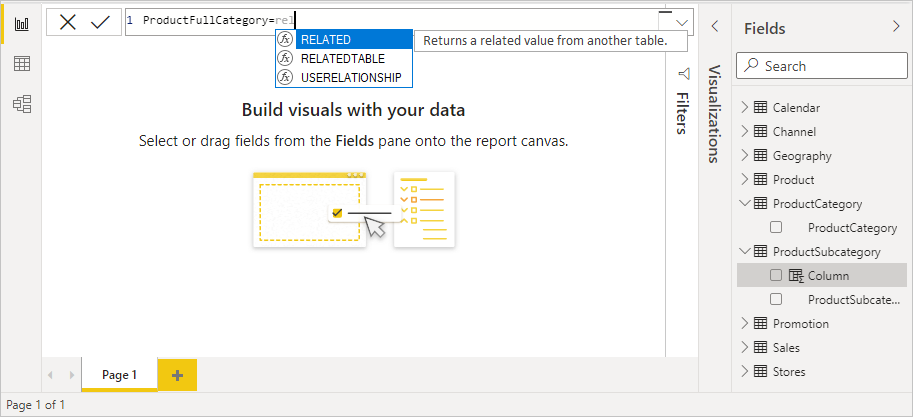 1 ProductFullCategory=rel
RELATED
Returns a related value from another table.
RELATEDTABLE
USERELATIONSHIP
Build visuals with your data
Select or drag fields from the Fields pane onto the report canvas.
Page 1
Page 1 of 1
Filters
Visualizations
Fields
Search
Calendar
Channel
Geography
Product
ProductCategory
ProductCategory
ProductSubcategory
Column
ProductSubcate...
Promotion
Sales
Stores